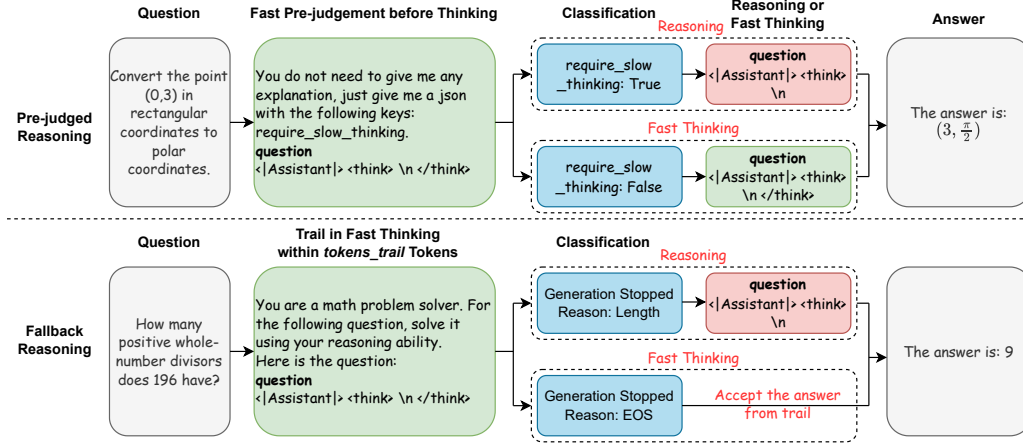 Question
Fast Pre-judgement before Thinking
Classification
Reasoning or
Fast Thinking
Answer
Reasoning
Pre-judged
Reasoning
Convert the point
(0,3) in
rectangular
coordinates to
polar
coordinates.
You do not need to give me any
explanation, just give me a json
with the following keys:
require_slow_thinking.
question
<|Assistant|> <think> \n </think>
require_slow
_thinking: True
question
<|Assistant|> <think>
\n
Fast Thinking
require_slow
_thinking: False
question
<|Assistant|> <think>
\n </think>
The answer is:
(3, π/2)
Question
Trail in Fast Thinking
within tokens_trail Tokens
Classification
Reasoning
Fallback
Reasoning
How many
positive whole-
number divisors
does 196 have?
You are a math problem solver. For
the following question, solve it
using your reasoning ability.
Here is the question:
question
<|Assistant|> <think> \n </think>
Generation Stopped
Reason: Length
question
<|Assistant|> <think>
\n
Fast Thinking
Generation Stopped
Reason: EOS
Accept the answer
from trail
The answer is: 9